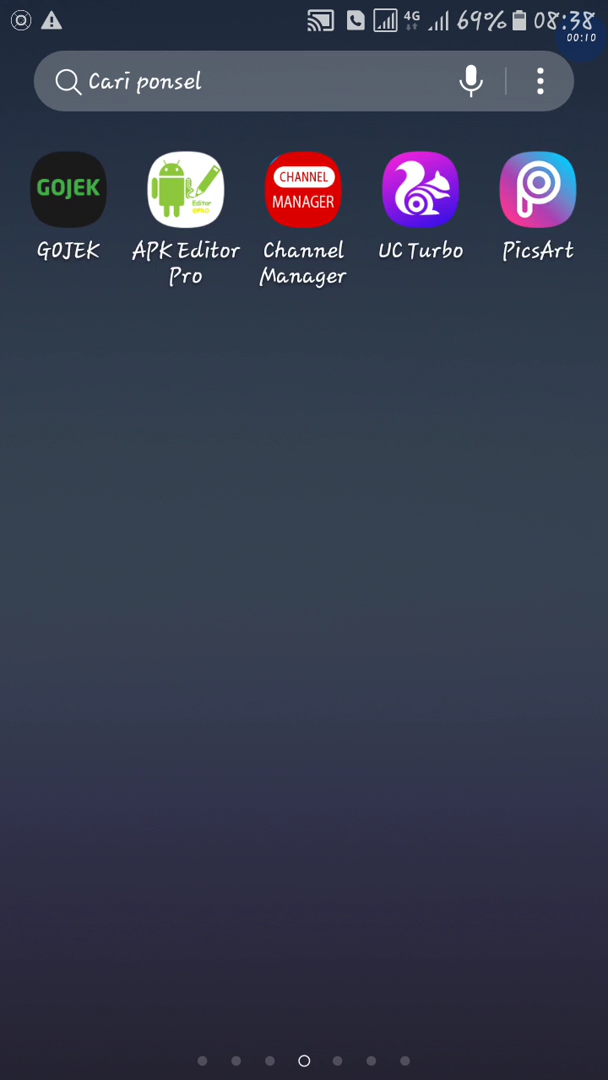 4G 69% 08:38
00:10
Cari ponsel
GOJEK
Editor
CHANNEL
MANAGER
GOJEK
APK Editor
Pro
Channel
Manager
UC Turbo
PicsArt